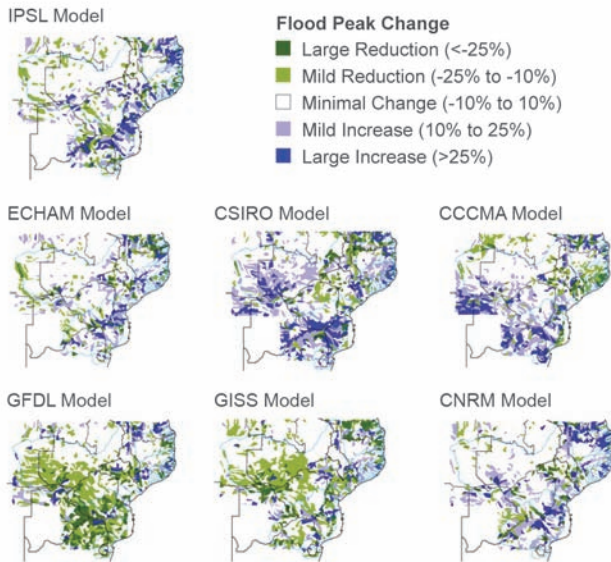 IPSL Model
Flood Peak Change
Large Reduction (<-25%)
Mild Reduction (-25% to -10%)
Minimal Change (-10% to 10%)
Mild Increase (10% to 25%)
Large Increase (>25%)
ECHAM Model
CSIRO Model
CCCMA Model
GFDL Model
GISS Model
CNRM Model